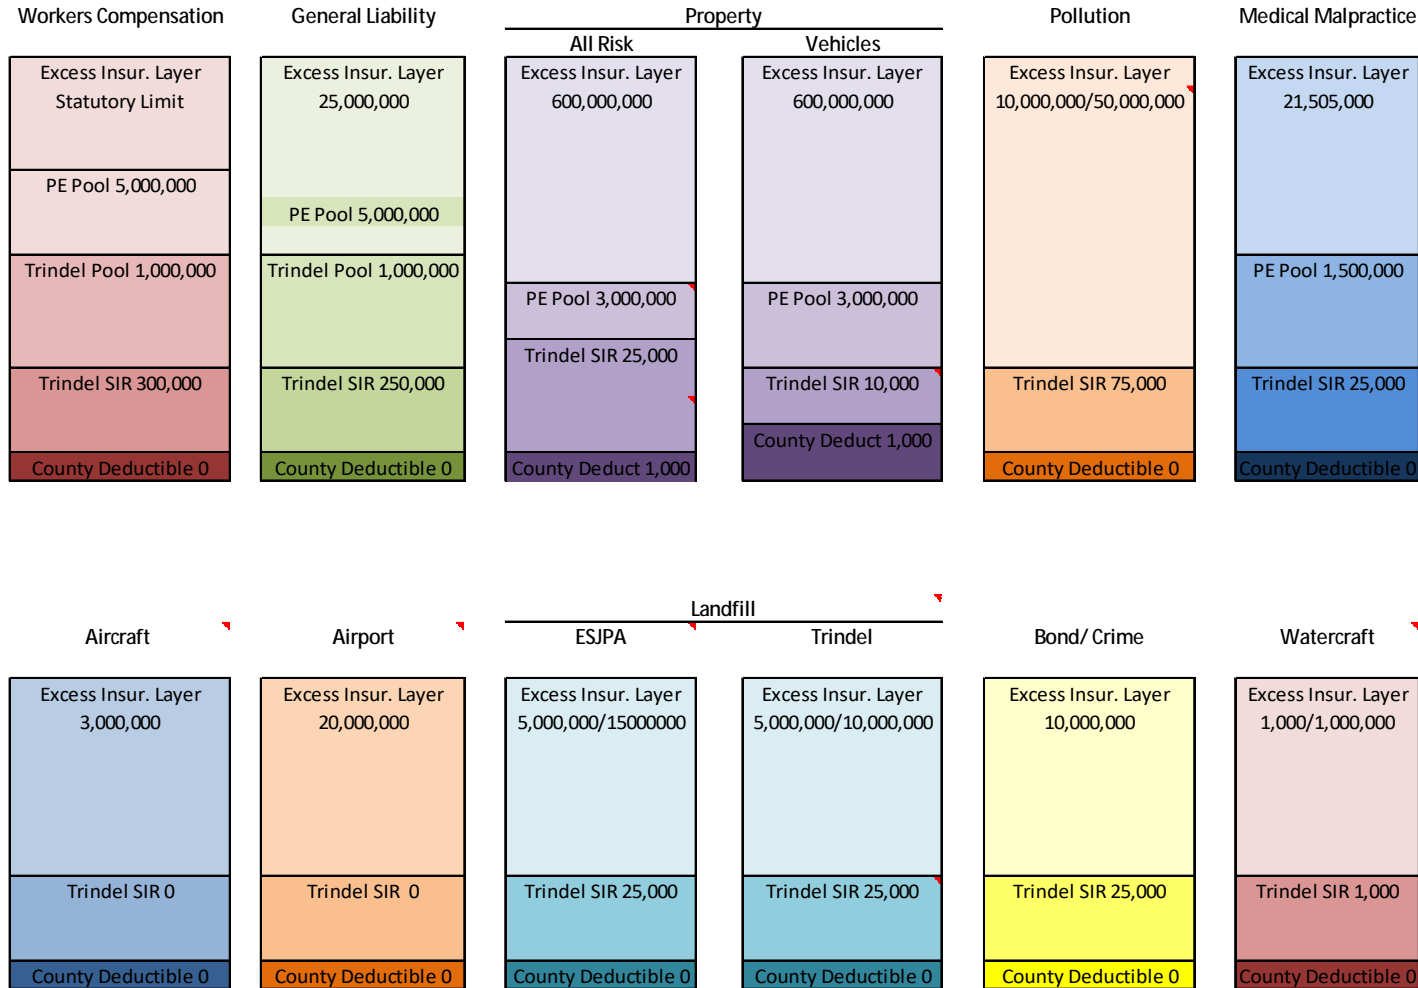 Workers Compensation
General Liability
Property
Pollution
Medical Malpractice
All Risk
Vehicles
Excess Insur. Layer
Statutory Limit
PE Pool 5,000,000
Trindel Pool 1,000,000
Trindel SIR 300,000
County Deductible 0
Excess Insur. Layer
25,000,000
PE Pool 5,000,000
Trindel Pool 1,000,000
Trindel SIR 250,000
County Deductible 0
Excess Insur. Layer
600,000,000
PE Pool 3,000,000
Trindel SIR 25,000
County Deduct 1,000
Excess Insur. Layer
600,000,000
PE Pool 3,000,000
Trindel SIR 10,000
County Deduct 1,000
Excess Insur. Layer
10,000,000/50,000,000
Trindel SIR 75,000
County Deductible 0
Excess Insur. Layer
21,505,000
PE Pool 1,500,000
Trindel SIR 25,000
County Deductible 0
Landfill
Aircraft
Airport
ESJPA
Trindel
Bond/ Crime
Watercraft
Excess Insur. Layer
3,000,000
Trindel SIR 0
County Deductible 0
Excess Insur. Layer
20,000,000
Trindel SIR 0
County Deductible 0
Excess Insur. Layer
5,000,000/15000000
Trindel SIR 25,000
County Deductible 0
Excess Insur. Layer
5,000,000/10,000,000
Trindel SIR 25,000
County Deductible 0
Excess Insur. Layer
10,000,000
Trindel SIR 25,000
County Deductible 0
Excess Insur. Layer
1,000/1,000,000
Trindel SIR 1,000
County Deductible 0